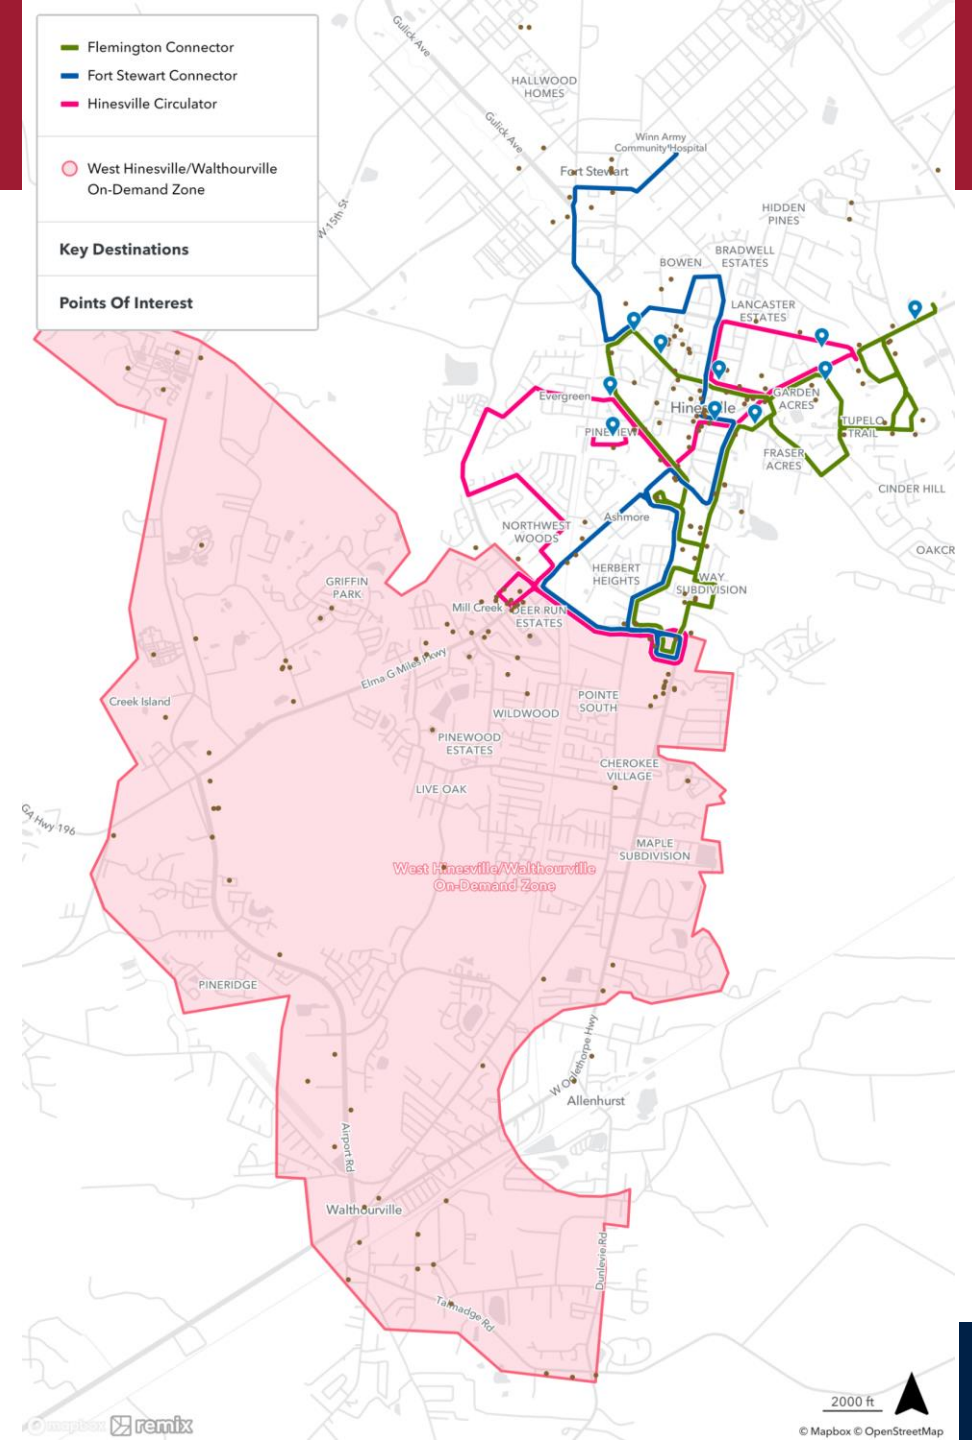 Flemington Connector
Fort Stewart Connector
Hinesville Circulator
West Hinesville/Walthourville
On-Demand Zone
Key Destinations
Points Of Interest
Gulick Ave
HALLWOOD
HOMES
Gulick Ave
Winn Army
Community Hospital
Fort Stewart
W 15th St
HIDDEN
PINES
BRADWELL
ESTATES
BOWEN
LANCASTER
ESTATES
Evergreen
Hinesville
GARDEN
ACRES
PINEVIEW
TUPELO
TRAIL
FRASER
ACRES
CINDER HILL
Ashmore
NORTHWEST
WOODS
OAKCR
HERBERT
HEIGHTS
WAY
SUBDIVISION
GRIFFIN
PARK
Mill Creek
DEER RUN
ESTATES
Elma G Miles Pkwy
Creek Island
POINTE
SOUTH
WILDWOOD
PINEWOOD
ESTATES
CHEROKEE
VILLAGE
LIVE OAK
GA Hwy 196
MAPLE
SUBDIVISION
West Hinesville/Walthourville
On-Demand Zone
PINERIDGE
W Oglethorpe Hwy
Allenhurst
Airport Rd
Walthourville
Dunlevie Rd
Talmadge Rd
2000 ft
mapbox remix
© Mapbox © OpenStreetMap